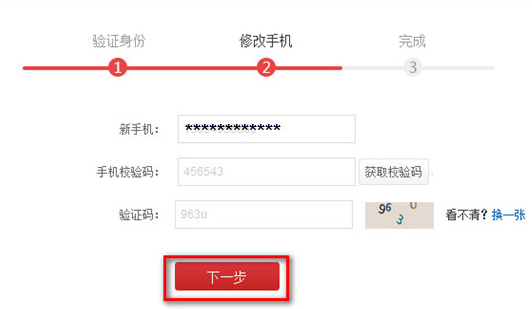 验证身份 修改手机 完成
1 2 3
新手机： ************
手机校验码： 456543 获取校验码
验证码： 963u 963U 看不清？换一张
下一步